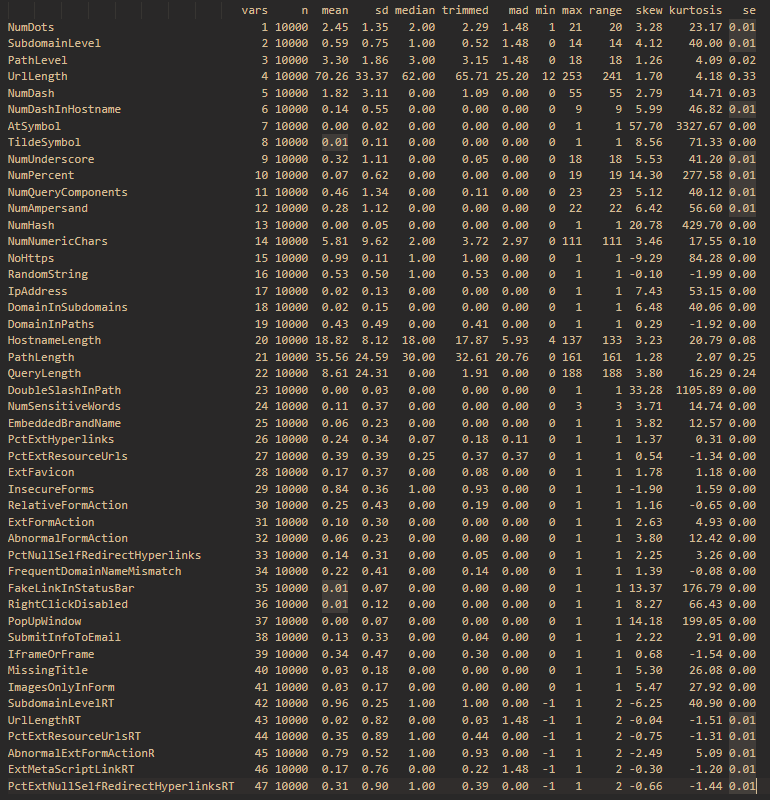 vars n mean sd median trimmed mad min max range skew kurtosis se
NumDots 1 10000 2.45 1.35 2.00 2.29 1.48 1 21 20 3.28 23.17 0.01
SubdomainLevel 2 10000 0.59 0.75 1.00 0.52 1.48 0 14 14 4.12 40.00 0.01
PathLevel 3 10000 3.30 1.86 3.00 3.15 1.48 0 18 18 1.26 4.09 0.02
UrlLength 4 10000 70.26 33.37 62.00 65.71 25.20 12 253 241 1.70 4.18 0.33
NumDash 5 10000 1.82 3.11 0.00 1.09 0.00 0 55 55 2.79 14.71 0.03
NumDashInHostname 6 10000 0.14 0.55 0.00 0.00 0.00 0 9 9 5.99 46.82 0.01
AtSymbol 7 10000 0.00 0.02 0.00 0.00 0.00 0 1 1 57.70 3327.67 0.00
TildeSymbol 8 10000 0.01 0.11 0.00 0.00 0.00 0 1 1 8.56 71.33 0.00
NumUnderscore 9 10000 0.32 1.11 0.00 0.05 0.00 0 18 18 5.53 41.20 0.01
NumPercent 10 10000 0.07 0.62 0.00 0.00 0.00 0 19 19 14.30 277.58 0.01
NumQueryComponents 11 10000 0.46 1.34 0.00 0.11 0.00 0 23 23 5.12 40.12 0.01
NumAmpersand 12 10000 0.28 1.12 0.00 0.00 0.00 0 22 22 6.42 56.60 0.01
NumHash 13 10000 0.00 0.05 0.00 0.00 0.00 0 1 1 20.78 429.70 0.00
NumNumericChars 14 10000 5.81 9.62 2.00 3.72 2.97 0 111 111 3.46 17.55 0.10
NoHttps 15 10000 0.99 0.11 1.00 1.00 0.00 0 1 1 -9.29 84.28 0.00
RandomString 16 10000 0.53 0.50 1.00 0.53 0.00 0 1 1 -0.10 -1.99 0.00
IpAddress 17 10000 0.02 0.13 0.00 0.00 0.00 0 1 1 7.43 53.15 0.00
DomainInSubdomains 18 10000 0.02 0.15 0.00 0.00 0.00 0 1 1 6.48 40.06 0.00
DomainInPaths 19 10000 0.43 0.49 0.00 0.41 0.00 0 1 1 0.29 -1.92 0.00
HostnameLength 20 10000 18.82 8.12 18.00 17.87 5.93 4 137 133 3.23 20.79 0.08
PathLength 21 10000 35.56 24.59 30.00 32.61 20.76 0 161 161 1.28 2.07 0.25
QueryLength 22 10000 8.61 24.31 0.00 1.91 0.00 0 188 188 3.80 16.29 0.24
DoubleSlashInPath 23 10000 0.00 0.03 0.00 0.00 0.00 0 1 1 33.28 1105.89 0.00
NumSensitiveWords 24 10000 0.11 0.37 0.00 0.00 0.00 0 3 3 3.71 14.74 0.00
EmbeddedBrandName 25 10000 0.06 0.23 0.00 0.00 0.00 0 1 1 3.82 12.57 0.00
PctExtHyperlinks 26 10000 0.24 0.34 0.07 0.18 0.11 0 1 1 1.37 0.31 0.00
PctExtResourceUrls 27 10000 0.39 0.39 0.25 0.37 0.37 0 1 1 0.54 -1.34 0.00
ExtFavicon 28 10000 0.17 0.37 0.00 0.08 0.00 0 1 1 1.78 1.18 0.00
InsecureForms 29 10000 0.84 0.36 1.00 0.93 0.00 0 1 1 -1.90 1.59 0.00
RelativeFormAction 30 10000 0.25 0.43 0.00 0.19 0.00 0 1 1 1.16 -0.65 0.00
ExtFormAction 31 10000 0.10 0.30 0.00 0.00 0.00 0 1 1 2.63 4.93 0.00
AbnormalFormAction 32 10000 0.06 0.23 0.00 0.00 0.00 0 1 1 3.80 12.42 0.00
PctNullSelfRedirectHyperlinks 33 10000 0.14 0.31 0.00 0.05 0.00 0 1 1 2.25 3.26 0.00
FrequentDomainNameMismatch 34 10000 0.22 0.41 0.00 0.14 0.00 0 1 1 1.39 -0.08 0.00
FakeLinkInStatusBar 35 10000 0.01 0.07 0.00 0.00 0.00 0 1 1 13.37 176.79 0.00
RightClickDisabled 36 10000 0.01 0.12 0.00 0.00 0.00 0 1 1 8.27 66.43 0.00
PopUpWindow 37 10000 0.00 0.07 0.00 0.00 0.00 0 1 1 14.18 199.05 0.00
SubmitInfoToEmail 38 10000 0.13 0.33 0.00 0.04 0.00 0 1 1 2.22 2.91 0.00
IframeOrFrame 39 10000 0.34 0.47 0.00 0.30 0.00 0 1 1 0.68 -1.54 0.00
MissingTitle 40 10000 0.03 0.18 0.00 0.00 0.00 0 1 1 5.30 26.08 0.00
ImagesOnlyInForm 41 10000 0.03 0.17 0.00 0.00 0.00 0 1 1 5.47 27.92 0.00
SubdomainLevelRT 42 10000 0.96 0.25 1.00 1.00 0.00 -1 1 2 -6.25 40.90 0.00
UrlLengthRT 43 10000 0.02 0.82 0.00 0.03 1.48 -1 1 2 -0.04 -1.51 0.01
PctExtResourceUrlsRT 44 10000 0.35 0.89 1.00 0.44 0.00 -1 1 2 -0.75 -1.31 0.01
AbnormalExtFormActionR 45 10000 0.79 0.52 1.00 0.93 0.00 -1 1 2 -2.49 5.09 0.01
ExtMetaScriptLinkRT 46 10000 0.17 0.76 0.00 0.22 1.48 -1 1 2 -0.30 -1.20 0.01
PctExtNullSelfRedirectHyperlinksRT 47 10000 0.31 0.90 1.00 0.39 0.00 -1 1 2 -0.66 -1.44 0.01